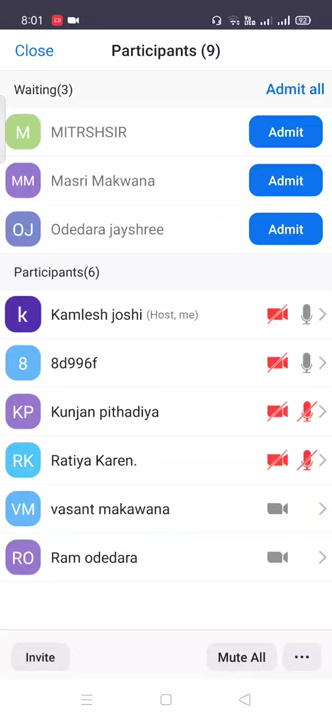 8:01 92
Close Participants (9)
Waiting(3) Admit all
M MITRSHSIR Admit
MM Masri Makwana Admit
OJ Odedara jayshree Admit
Participants(6)
k Kamlesh joshi (Host, me)
8 8d996f
KP Kunjan pithadiya
RK Ratiya Karen.
VM vasant makawana
RO Ram odedara
Invite Mute All ...